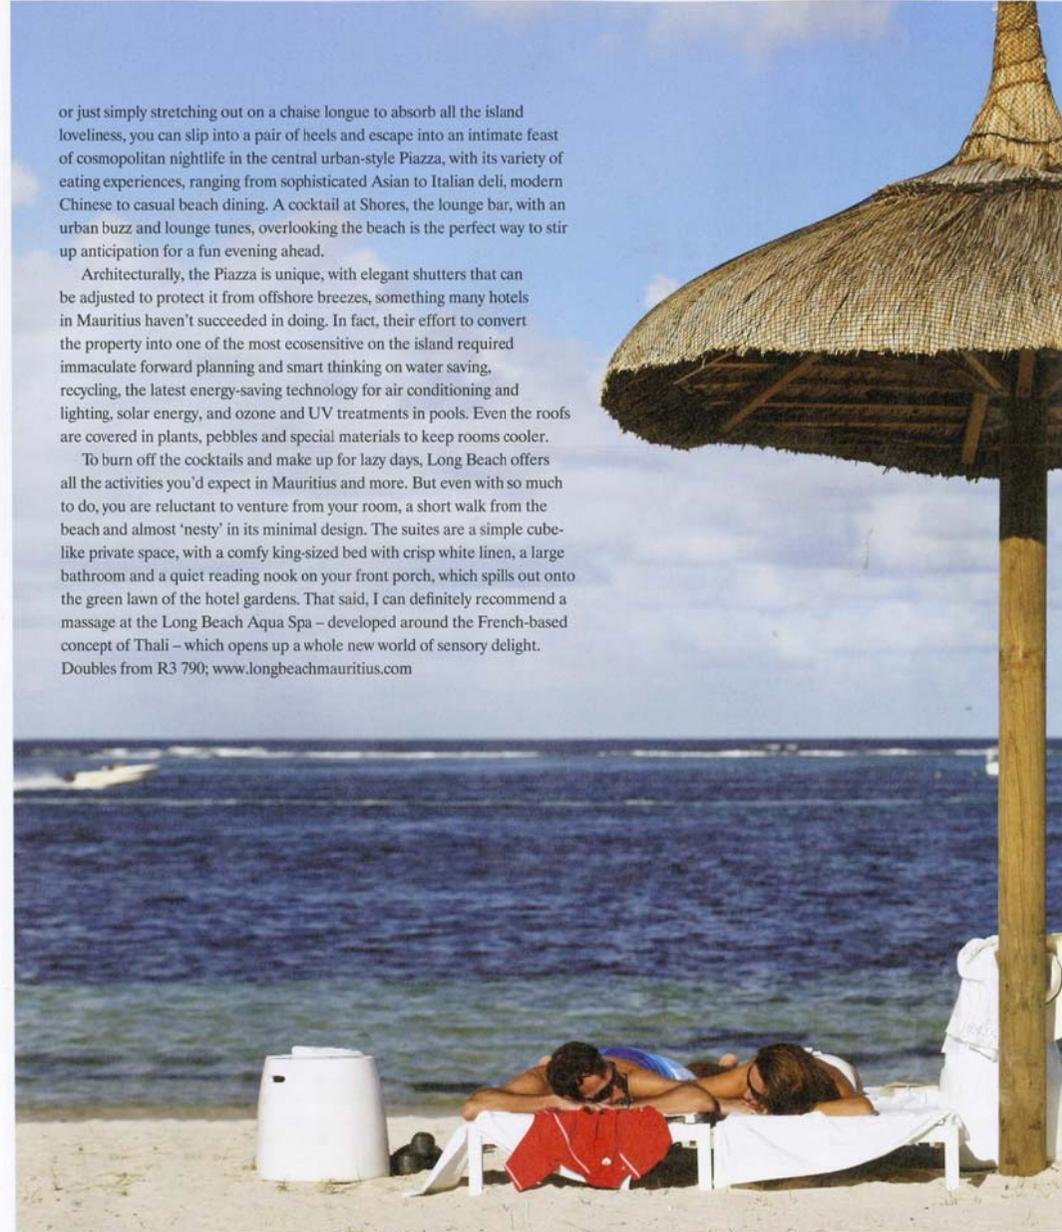 or just simply stretching out on a chaise longue to absorb all the island
loveliness, you can slip into a pair of heels and escape into an intimate feast
of cosmopolitan nightlife in the central urban-style Piazza, with its variety of
eating experiences, ranging from sophisticated Asian to Italian deli, modern
Chinese to casual beach dining. A cocktail at Shores, the lounge bar, with an
urban buzz and lounge tunes, overlooking the beach is the perfect way to stir
up anticipation for a fun evening ahead.
Architecturally, the Piazza is unique, with elegant shutters that can
be adjusted to protect it from offshore breezes, something many hotels
in Mauritius haven't succeeded in doing. In fact, their effort to convert
the property into one of the most ecosensitive on the island required
immaculate forward planning and smart thinking on water saving,
recycling, the latest energy-saving technology for air conditioning and
lighting, solar energy, and ozone and UV treatments in pools. Even the roofs
are covered in plants, pebbles and special materials to keep rooms cooler.
To burn off the cocktails and make up for lazy days, Long Beach offers
all the activities you'd expect in Mauritius and more. But even with so much
to do, you are reluctant to venture from your room, a short walk from the
beach and almost 'nesty' in its minimal design. The suites are a simple cube-
like private space, with a comfy king-sized bed with crisp white linen, a large
bathroom and a quiet reading nook on your front porch, which spills out onto
the green lawn of the hotel gardens. That said, I can definitely recommend a
massage at the Long Beach Aqua Spa – developed around the French-based
concept of Thali – which opens up a whole new world of sensory delight.
Doubles from R3 790; www.longbeachmauritius.com